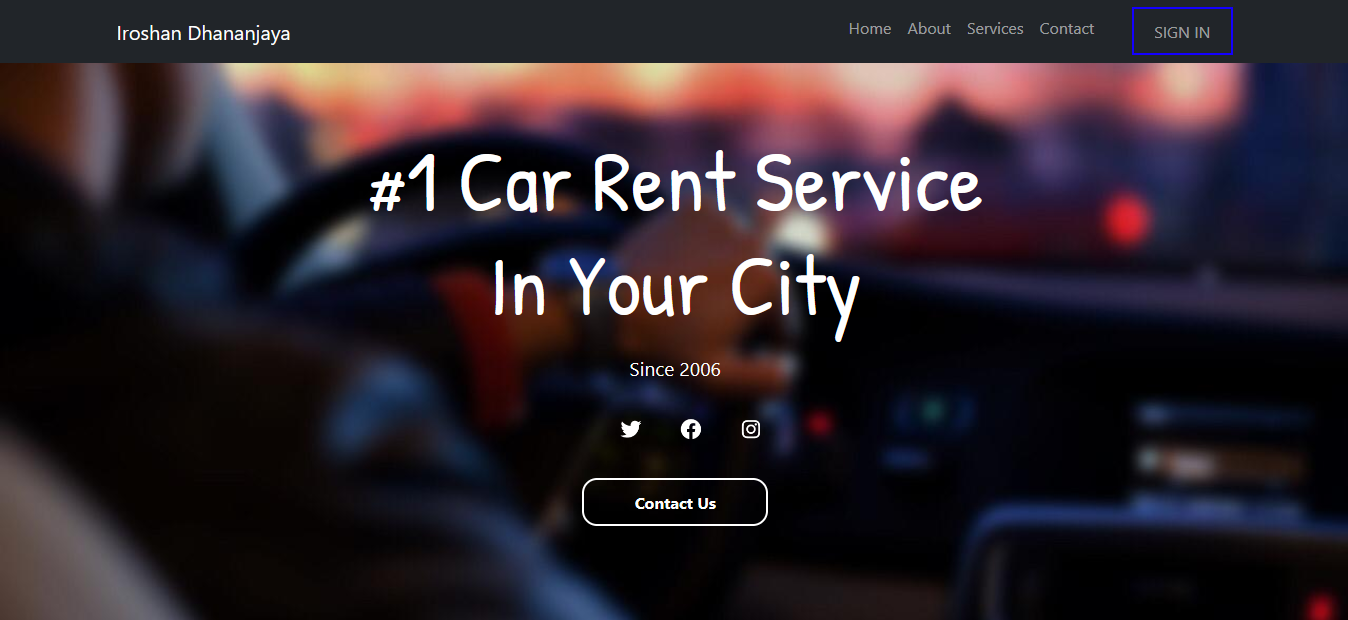 Iroshan Dhananjaya
Home About Services Contact SIGN IN
#1 Car Rent Service
In Your City
Since 2006
Contact Us